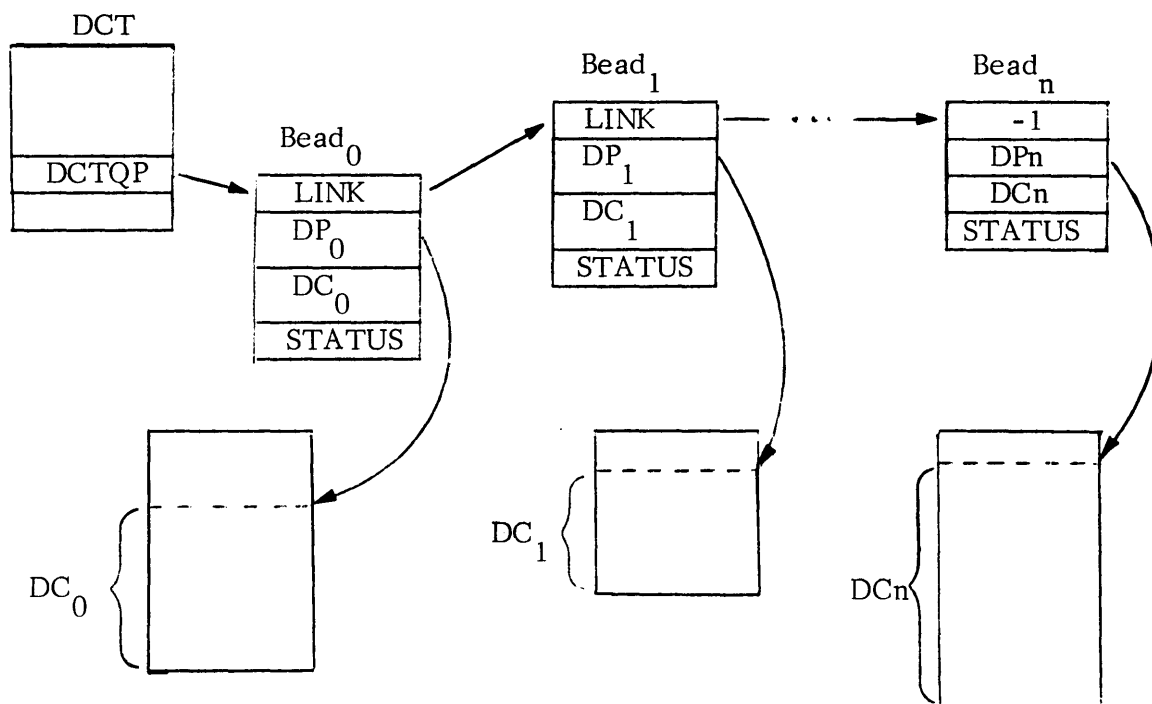 DCT
DCTQP
Bead0
LINK
DP0
DC0
STATUS
Bead1
LINK
DP1
DC1
STATUS
...
Beadn
-1
DPn
DCn
STATUS
DC0
DC1
DCn